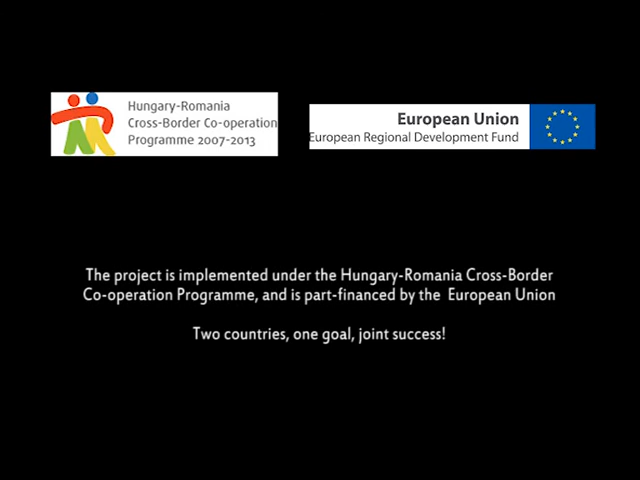 Hungary-Romania
Cross-Border Co-operation
Programme 2007-2013
European Union
European Regional Development Fund
The project is implemented under the Hungary-Romania Cross-Border
Co-operation Programme, and is part-financed by the European Union
Two countries, one goal, joint success!